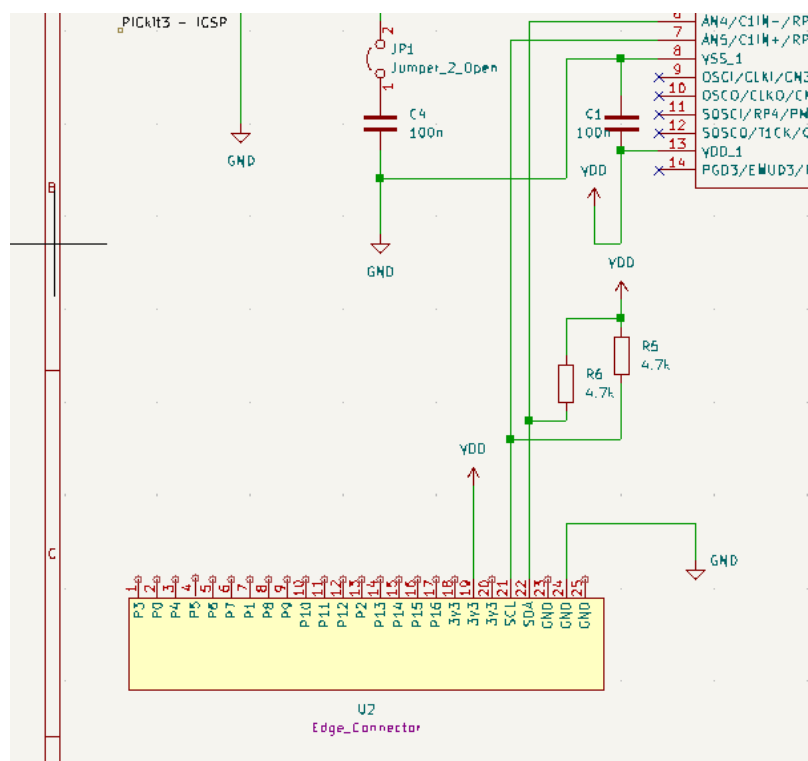 PICkit3 - ICSP
GND
2
JP1
Jumper_2_Open
1
C4
100n
GND
C1
100n
VDD
VDD
R5
4.7k
R6
4.7k
VDD
GND
6 AN4/C1IN-/RP
7 AN5/C1IN+/RP
8 VSS_1
9 OSCI/CLKI/CN3
10 OSCO/CLKO/CN
11 SOSCI/RP4/PM
12 SOSCO/T1CK/C
13 VDD_1
14 PGD3/EMUD3/
B
C
1 2 3 4 5 6 7 8 9 10 11 12 13 14 15 16 17 18 19 20 21 22 23 24 25
P3 P0 P4 P5 P6 P7 P1 P8 P9 P10 P11 P12 P2 P13 P14 P15 P16 3V3 3V3 3V3 SCL SDA GND GND GND
U2
Edge_Connector